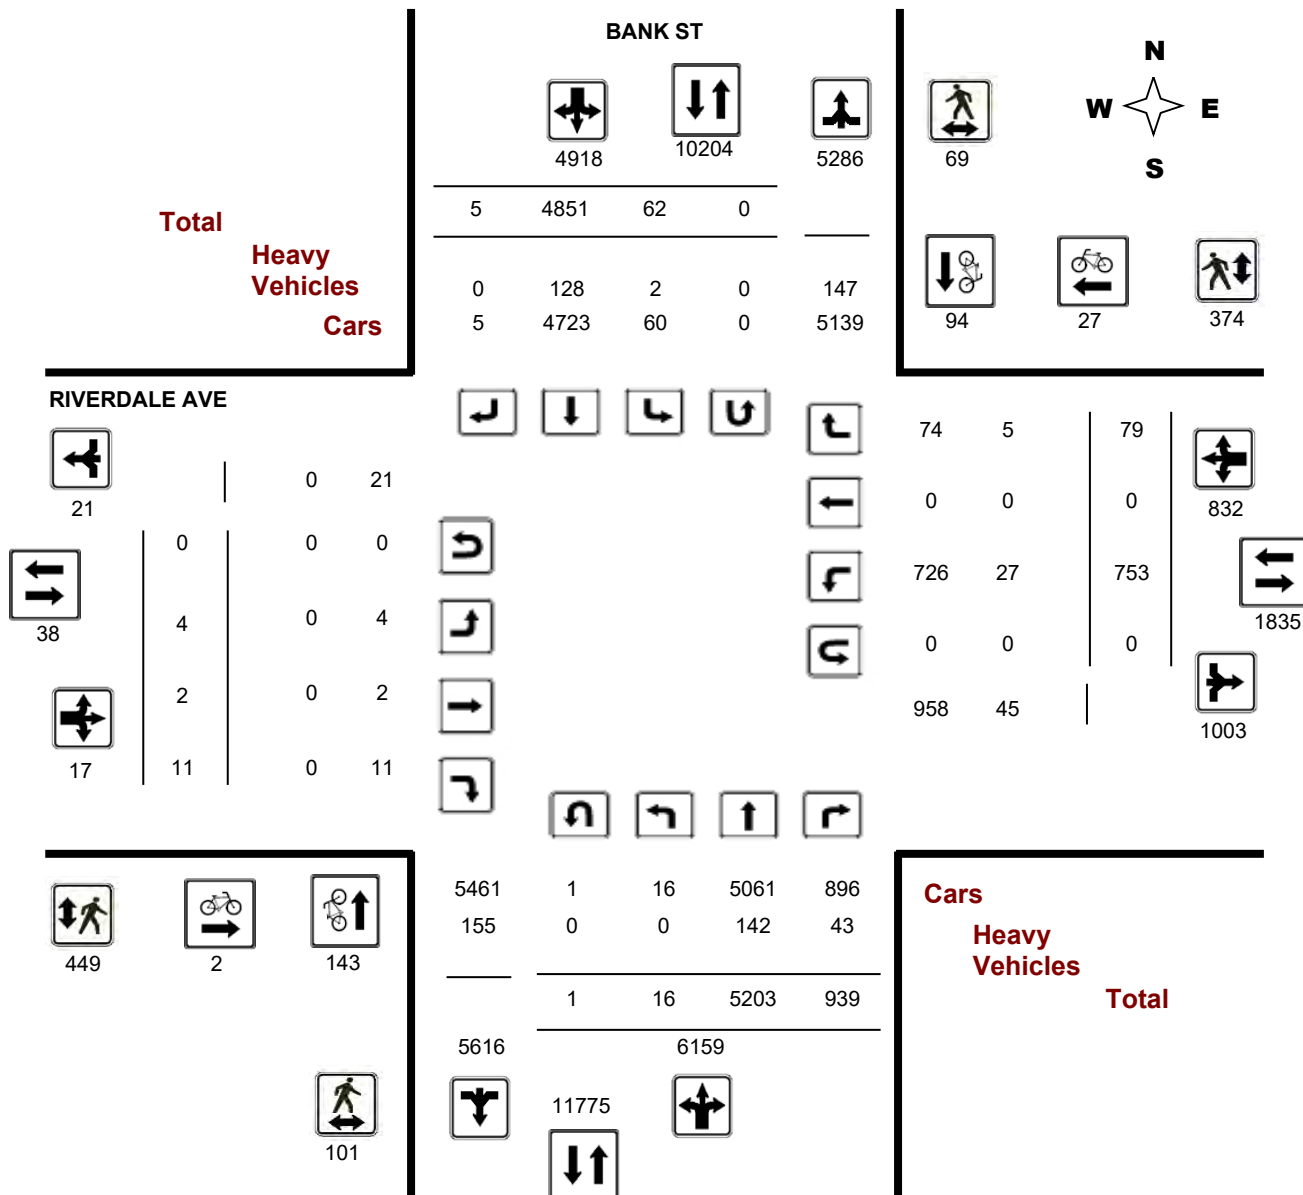 BANK ST
N
W E
S
4918 10204 5286 69
5 4851 62 0
Total
Heavy
Vehicles
0 128 2 0 147
Cars
5 4723 60 0 5139
94 27 374
RIVERDALE AVE
74 5 79
0 21
21
0 0 0
0 0 0
832
726 27 753
4 0 4
38
1835
0 0 0
2 0 2
958 45
1003
17 11 0 11
5461 1 16 5061 896
Cars
155 0 0 142 43
Heavy
Vehicles
449 2 143
1 16 5203 939
Total
5616 6159
11775
101